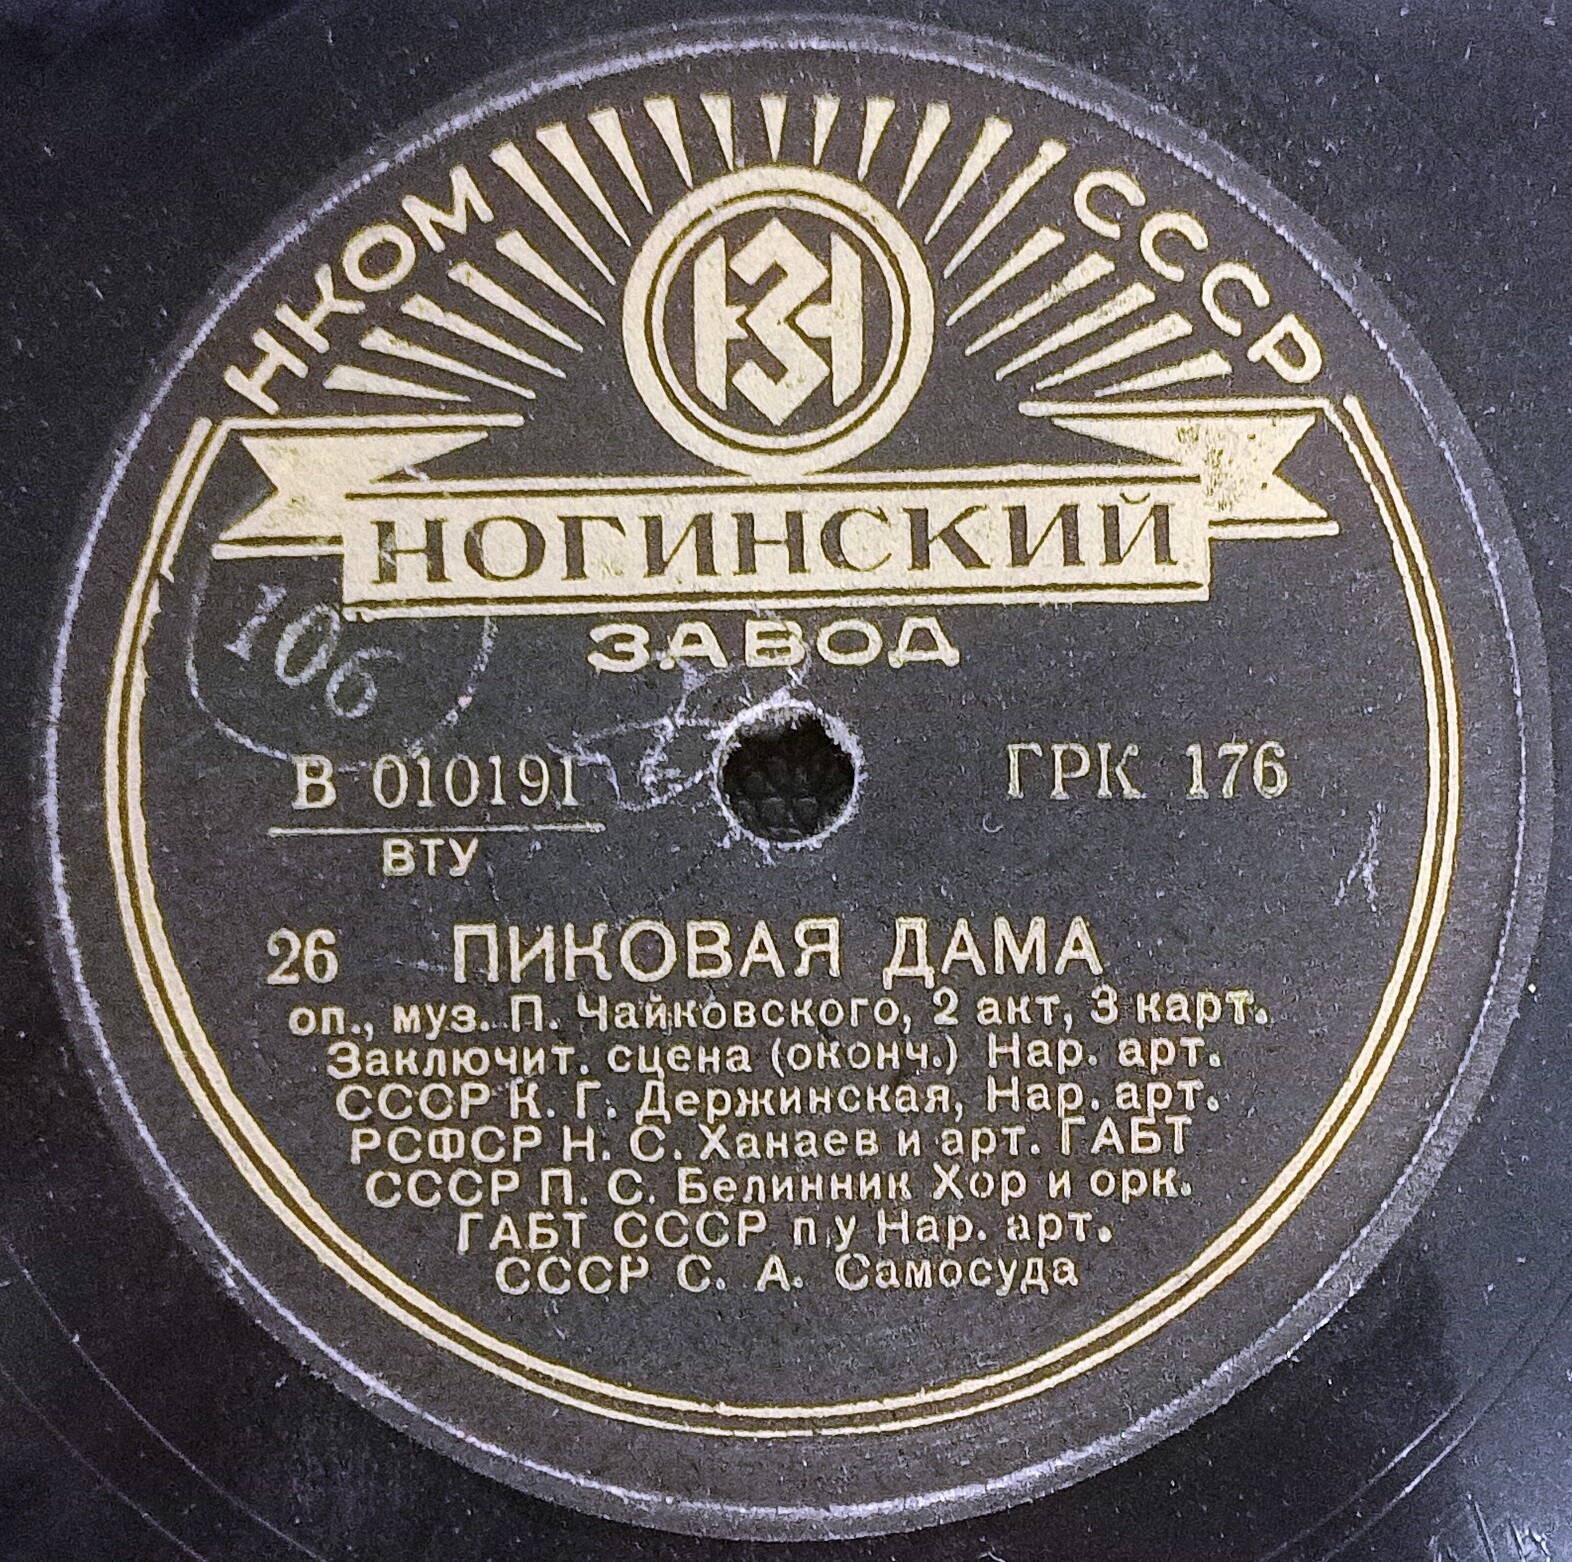 НКОМ СССР
НЗН
НОГИНСКИЙ
ЗАВОД
106
В 010191
ВТУ
ГРК 176
26 ПИКОВАЯ ДАМА
оп., муз. П. Чайковского, 2 акт, 3 карт.
Заключит. сцена (оконч.) Нар. арт.
СССР К. Г. Держинская, Нар. арт.
РСФСР Н. С. Ханаев и арт. ГАБТ
СССР П. С. Белинник Хор и орк.
ГАБТ СССР п/у Нар. арт.
СССР С. А. Самосуда